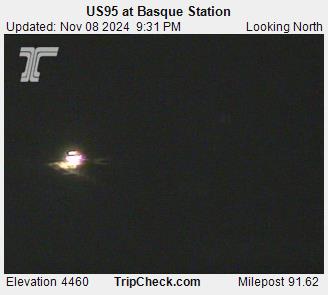 US95 at Basque Station
Updated: Nov 08 2024 9:31 PM Looking North
Elevation 4460 TripCheck.com Milepost 91.62